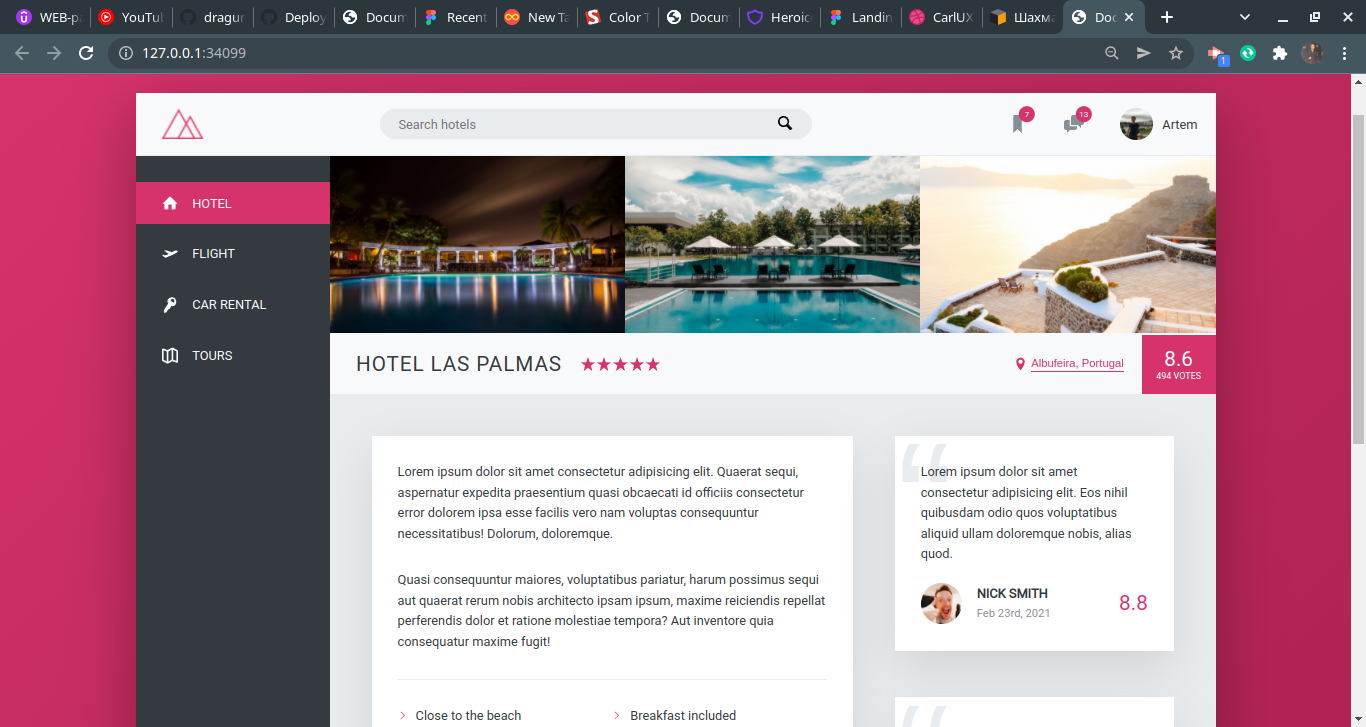 WEB-p
YouTub
dragur
Deploy
Docum
Recent
New Ta
Color T
Docum
Heroic
Landin
CarlUX
Шахма
Doc
127.0.0.1:34099
1
Search hotels
7
13
Artem
HOTEL
FLIGHT
CAR RENTAL
TOURS
HOTEL LAS PALMAS
Albufeira, Portugal
8.6
494 VOTES
Lorem ipsum dolor sit amet consectetur adipisicing elit. Quaerat sequi,
aspernatur expedita praesentium quasi obcaecati id officiis consectetur
error dolorem ipsa esse facilis vero nam voluptas consequuntur
necessitatibus! Dolorum, doloremque.
Quasi consequuntur maiores, voluptatibus pariatur, harum possimus sequi
aut quaerat rerum nobis architecto ipsam ipsum, maxime reiciendis repellat
perferendis dolor et ratione molestiae tempora? Aut inventore quia
consequatur maxime fugit!
Close to the beach
Breakfast included
“
Lorem ipsum dolor sit amet
consectetur adipisicing elit. Eos nihil
quibusdam odio quos voluptatibus
aliquid ullam doloremque nobis, alias
quod.
NICK SMITH
Feb 23rd, 2021
8.8
“